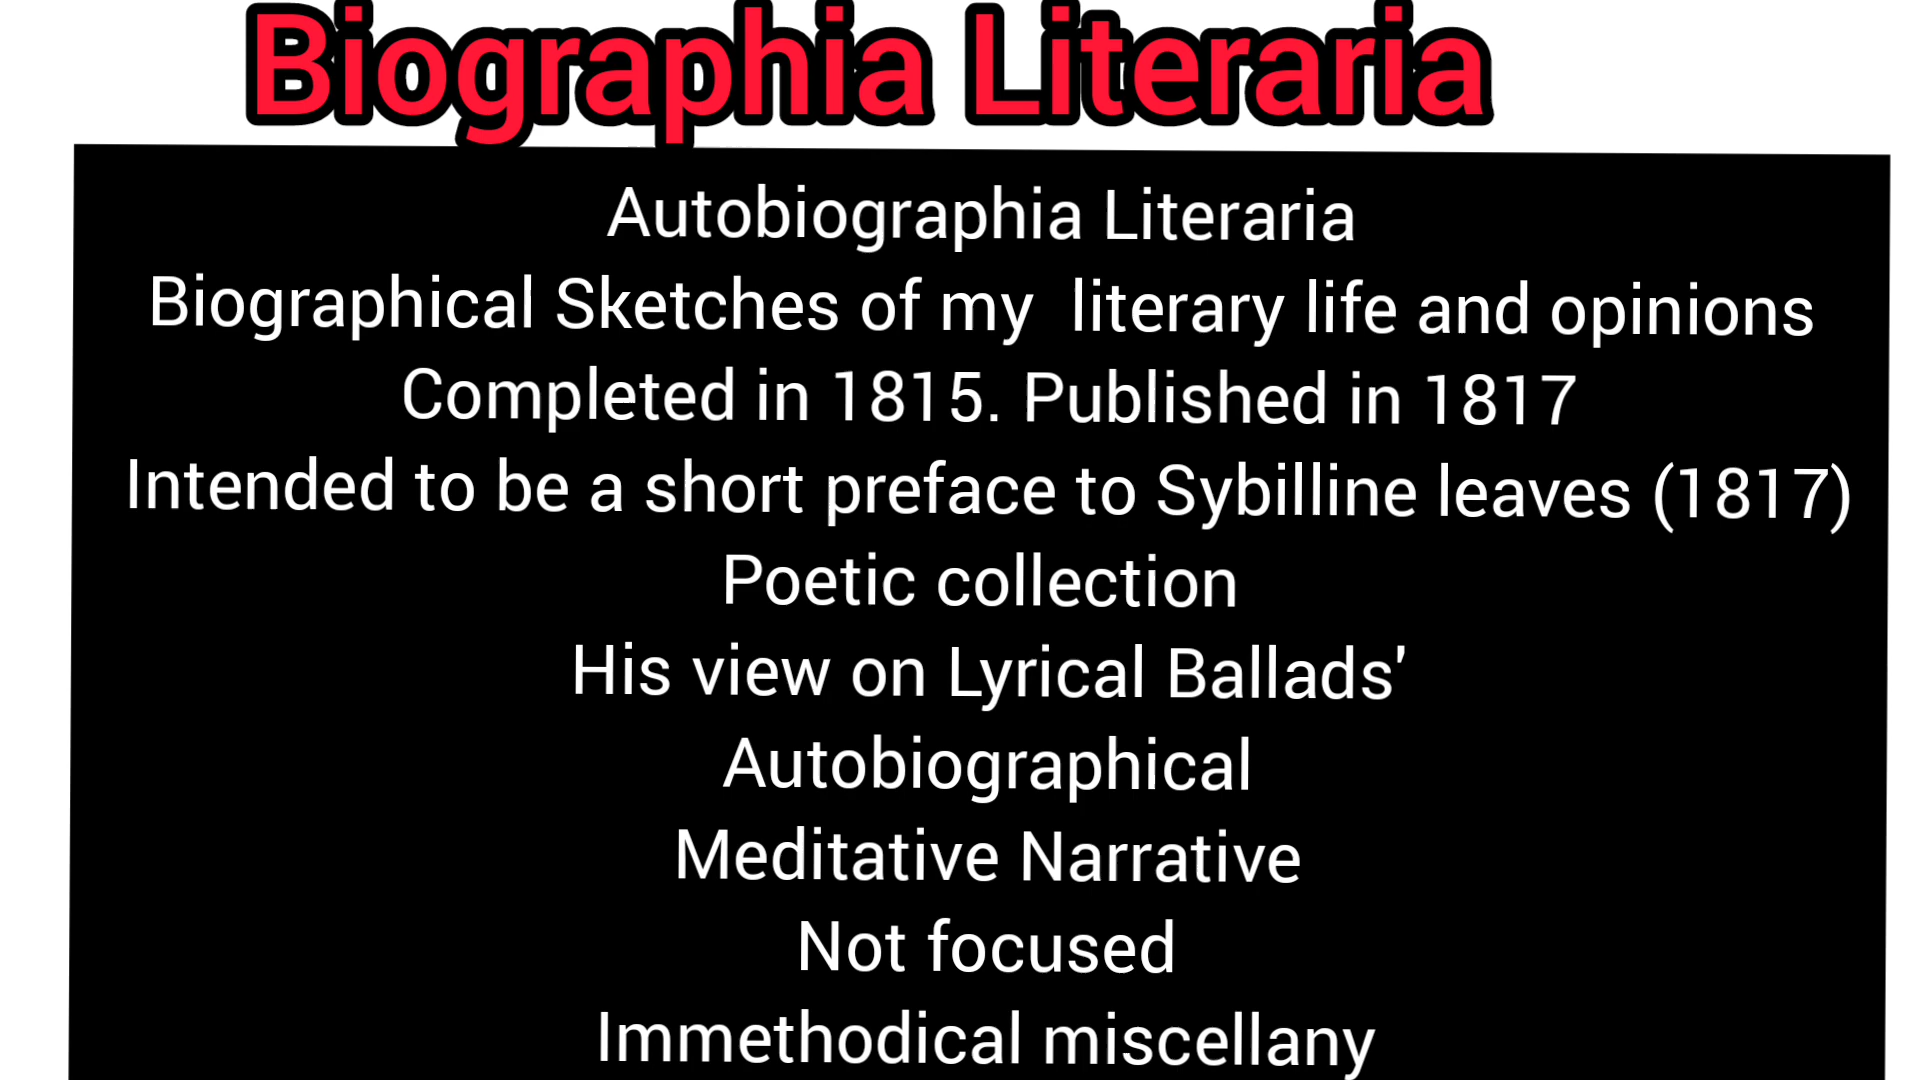 Biographia Literaria
Autobiographia Literaria
Biographical Sketches of my literary life and opinions
Completed in 1815. Published in 1817
Intended to be a short preface to Sybilline leaves (1817)
Poetic collection
His view on Lyrical Ballads'
Autobiographical
Meditative Narrative
Not focused
Immethodical miscellany